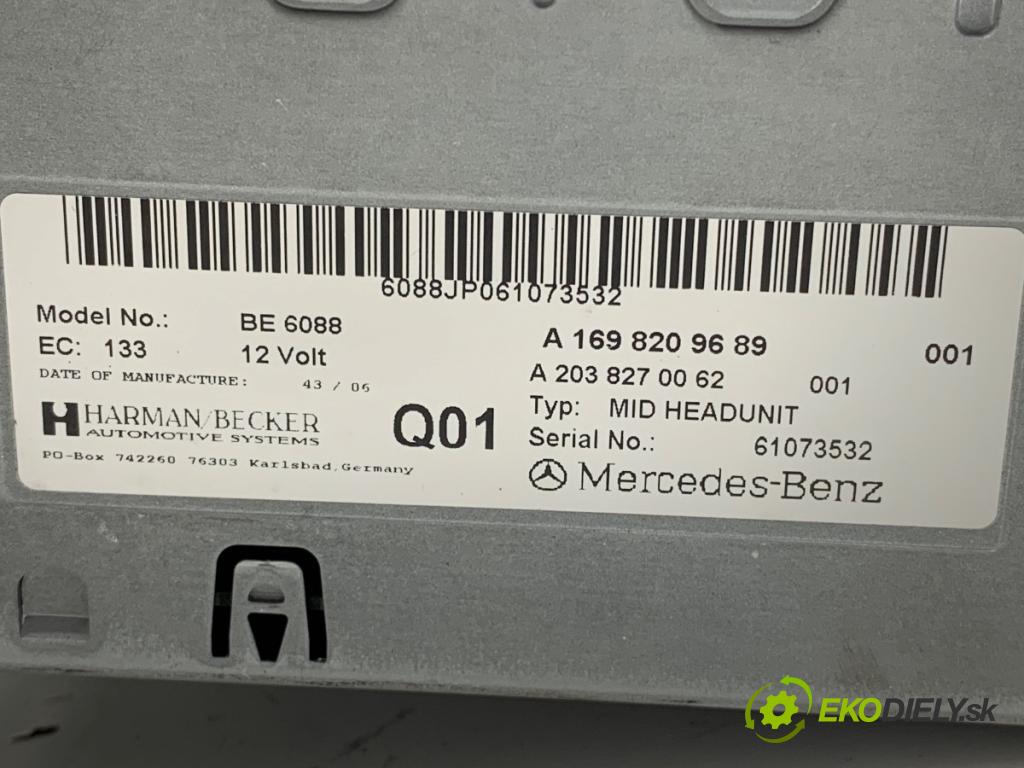 6088JP061073532
Model No.: BE 6088
EC: 133 12 Volt
DATE OF MANUFACTURE: 43 / 06
HARMAN/BECKER
AUTOMOTIVE SYSTEMS
PO-Box 742260 76303 Karlsbad, Germany
Q01
A 169 820 96 89 001
A 203 827 00 62 001
Typ: MID HEADUNIT
Serial No.: 61073532
Mercedes-Benz
EKODIELY.sk